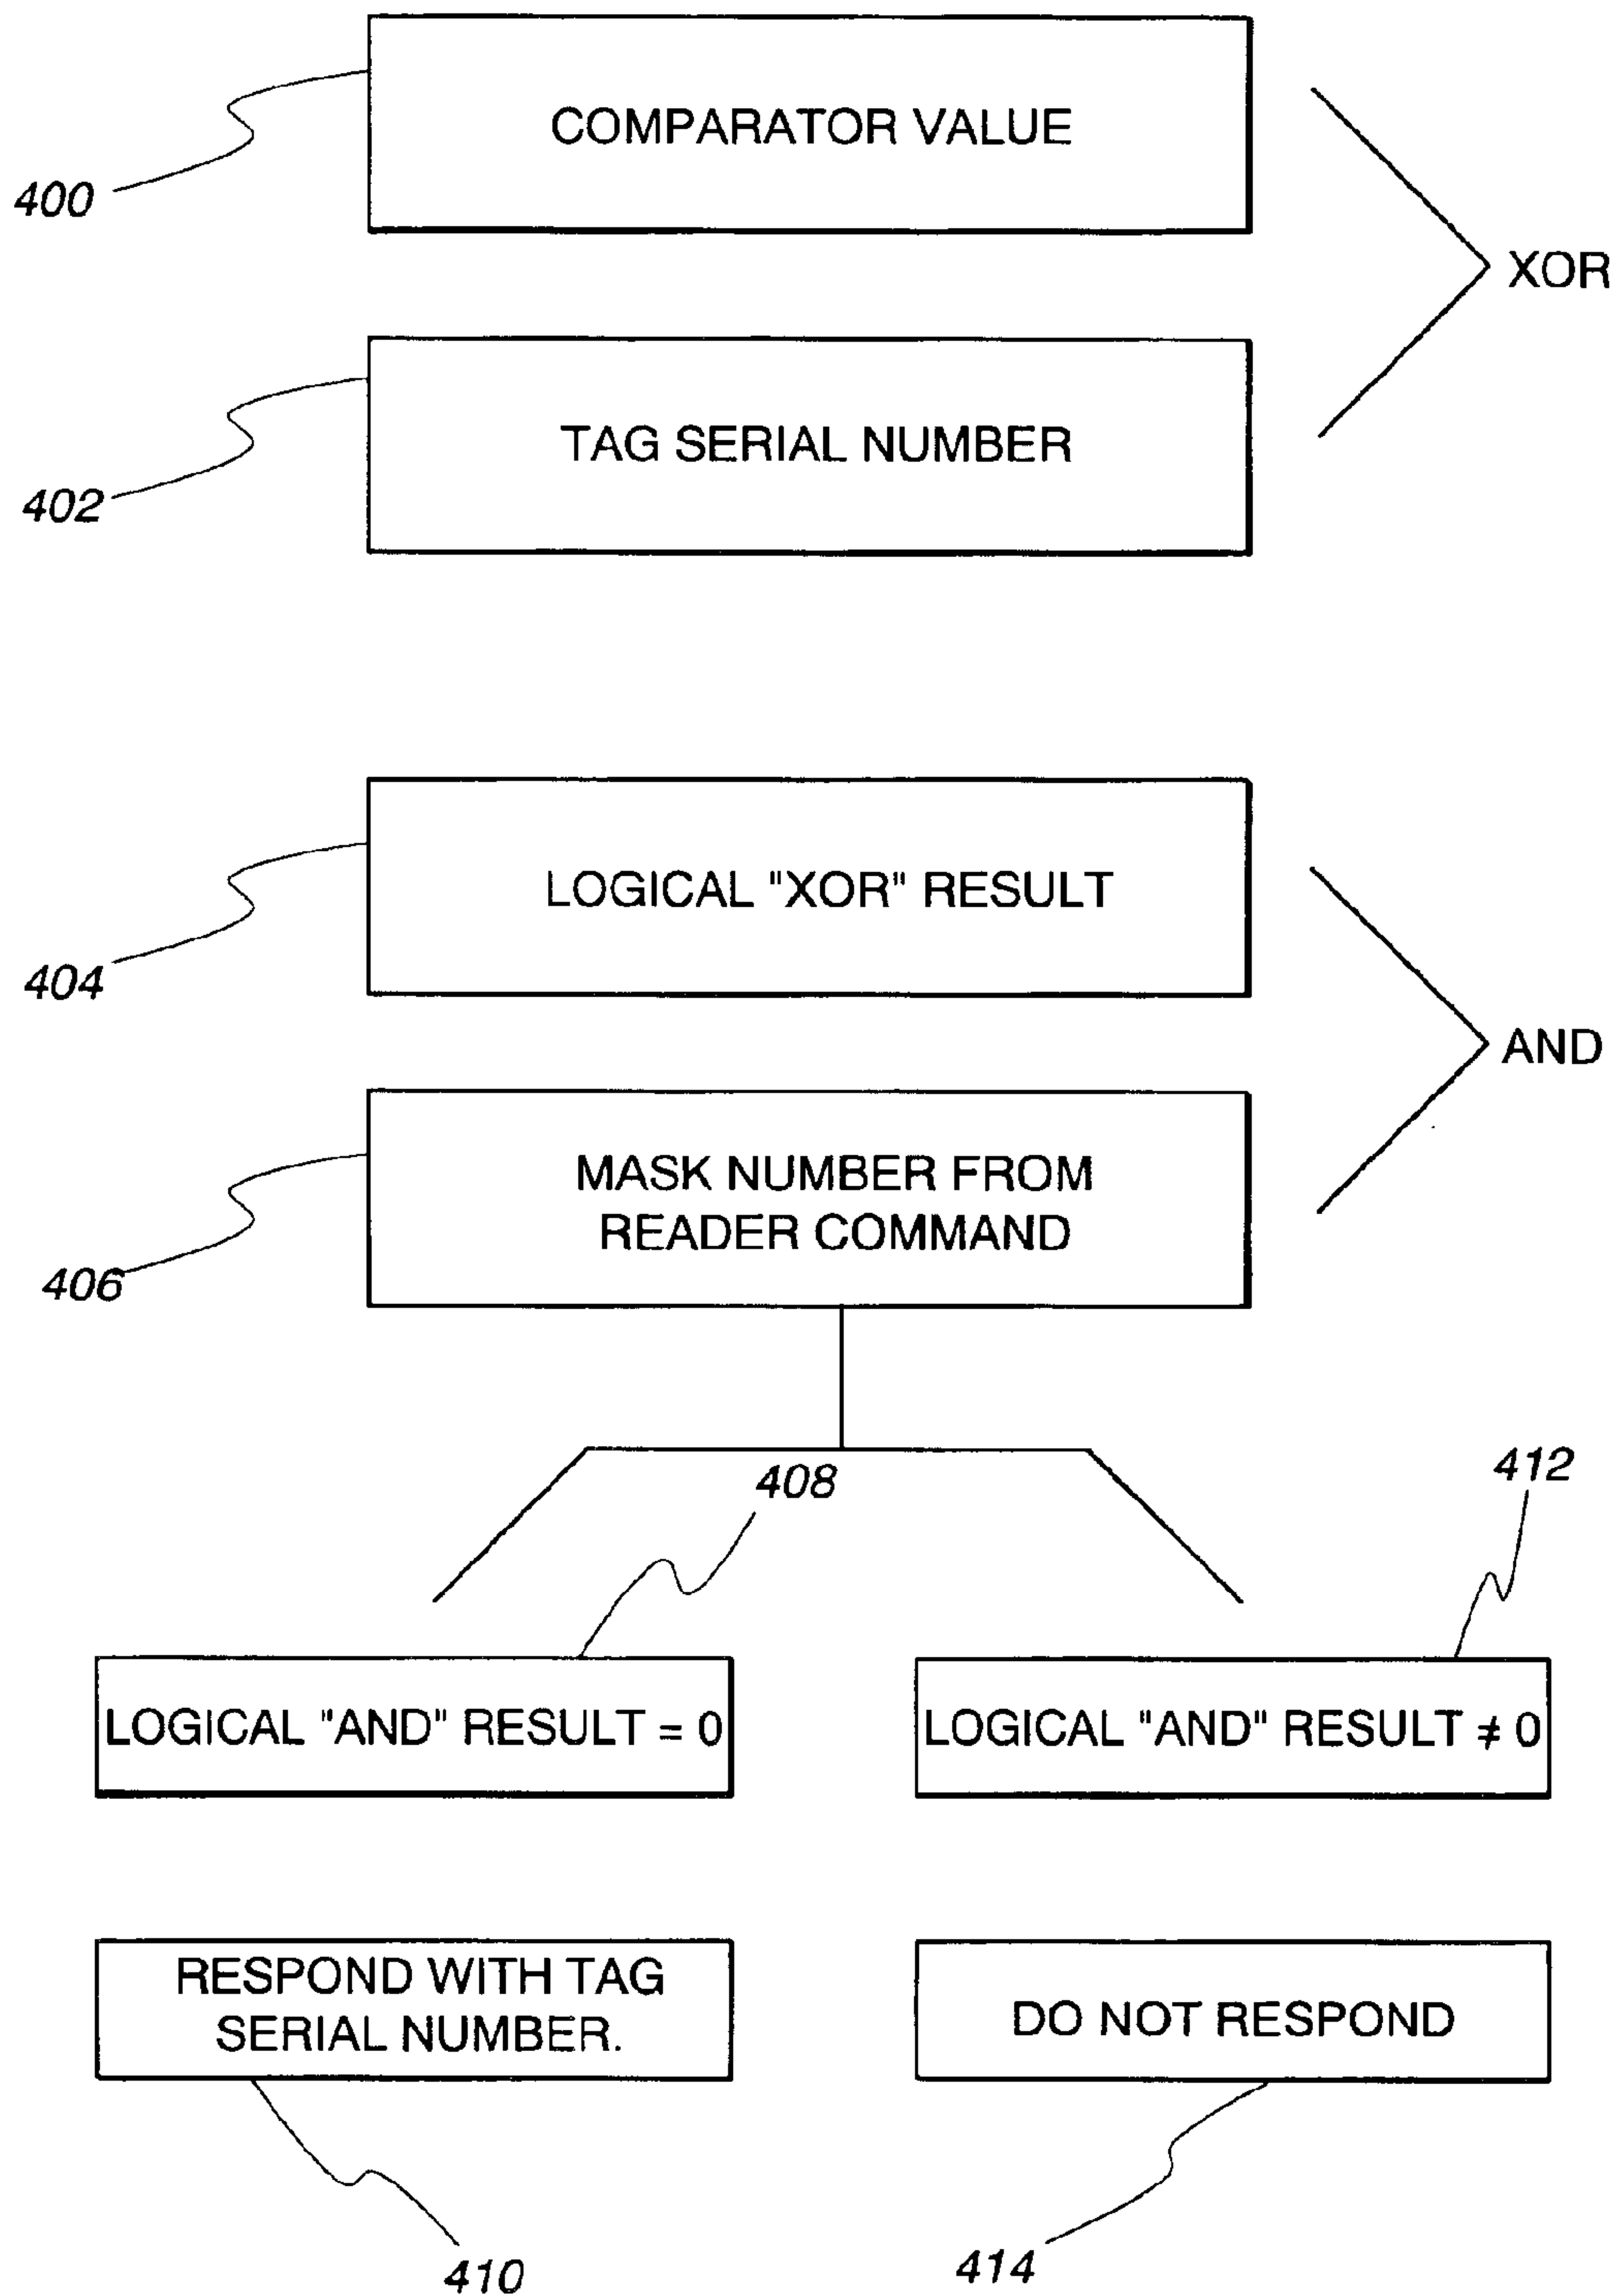 COMPARATOR VALUE
400
XOR
TAG SERIAL NUMBER
402
LOGICAL "XOR" RESULT
404
AND
MASK NUMBER FROM
READER COMMAND
406
408
412
LOGICAL "AND" RESULT = 0
LOGICAL "AND" RESULT ≠ 0
RESPOND WITH TAG
SERIAL NUMBER.
DO NOT RESPOND
410
414